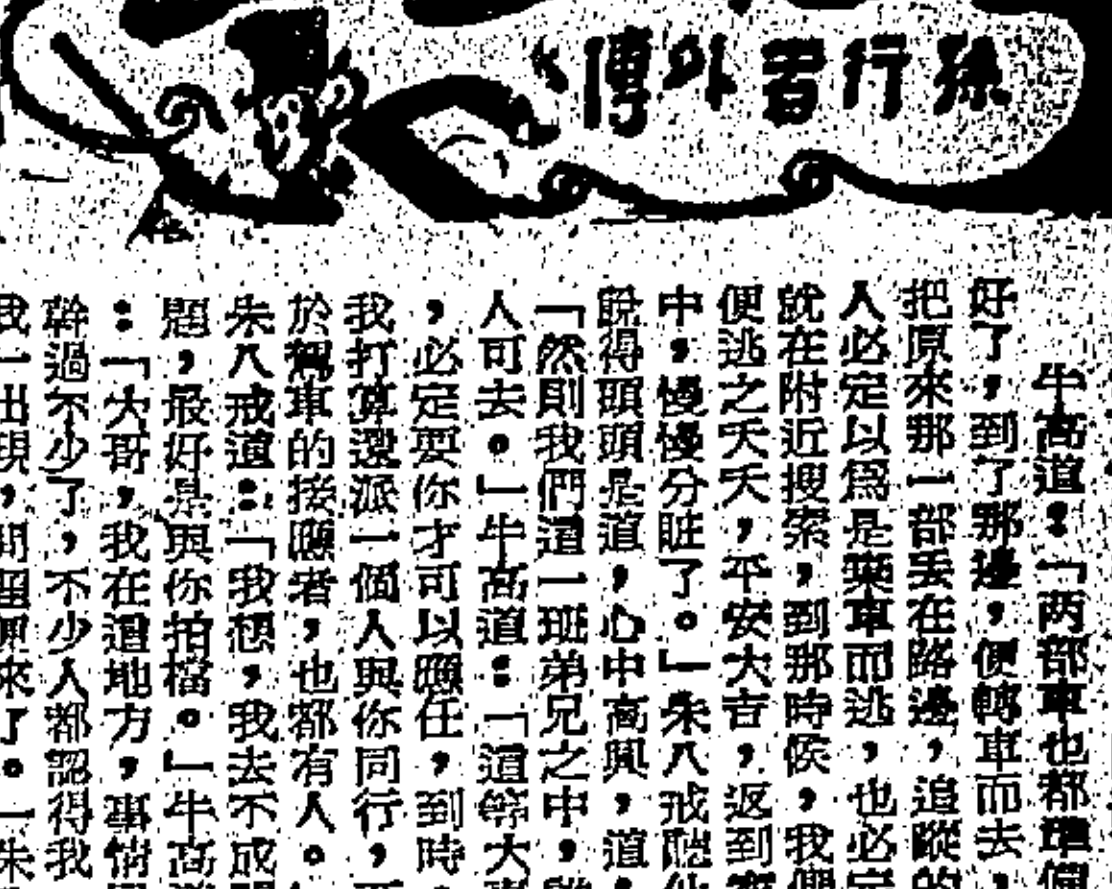 孫行者外傳
牛高道：「两部車也都準備
好了，到了那邊，便轉車而去，
把原來那一部丢在路邊，追蹤的
人必定以爲是棄車而逃，也必定
就在附近搜索，到那時侯，我們
便逃之夭夭，平安大吉，返到
中，慢慢分賍了。」朱八戒聽
說得頭頭是道，心中高興，道：
「然則我們這一班弟兄之中，
人可去。」牛高道：「這等大事
，必定要你才可以勝任，到時，
我打算還派一個人與你同行，
於駕車的接應者，也都有人。
朱八戒道：「我想，我去不成
題，最好是與你拍檔。」牛高
：「大哥，我在這地方，事情
幹過不少了，不少人都認得我
我一出現，
來了。」朱